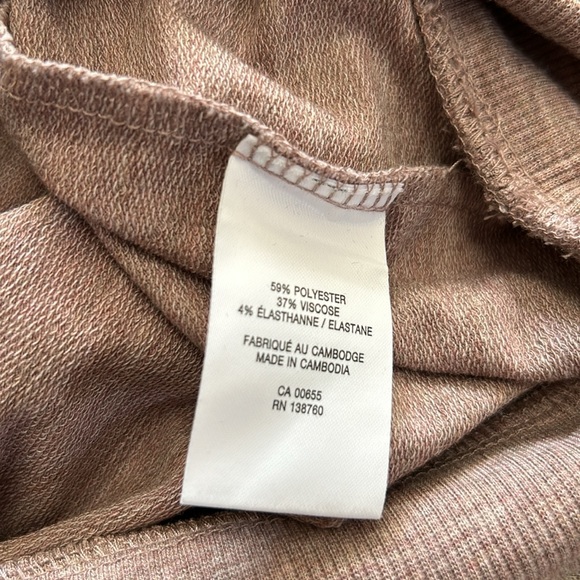 59% POLYESTER
37% VISCOSE
4% ÉLASTHANNE / ELASTANE
FABRIQUÉ AU CAMBODGE
MADE IN CAMBODIA
CA 00655
RN 138760